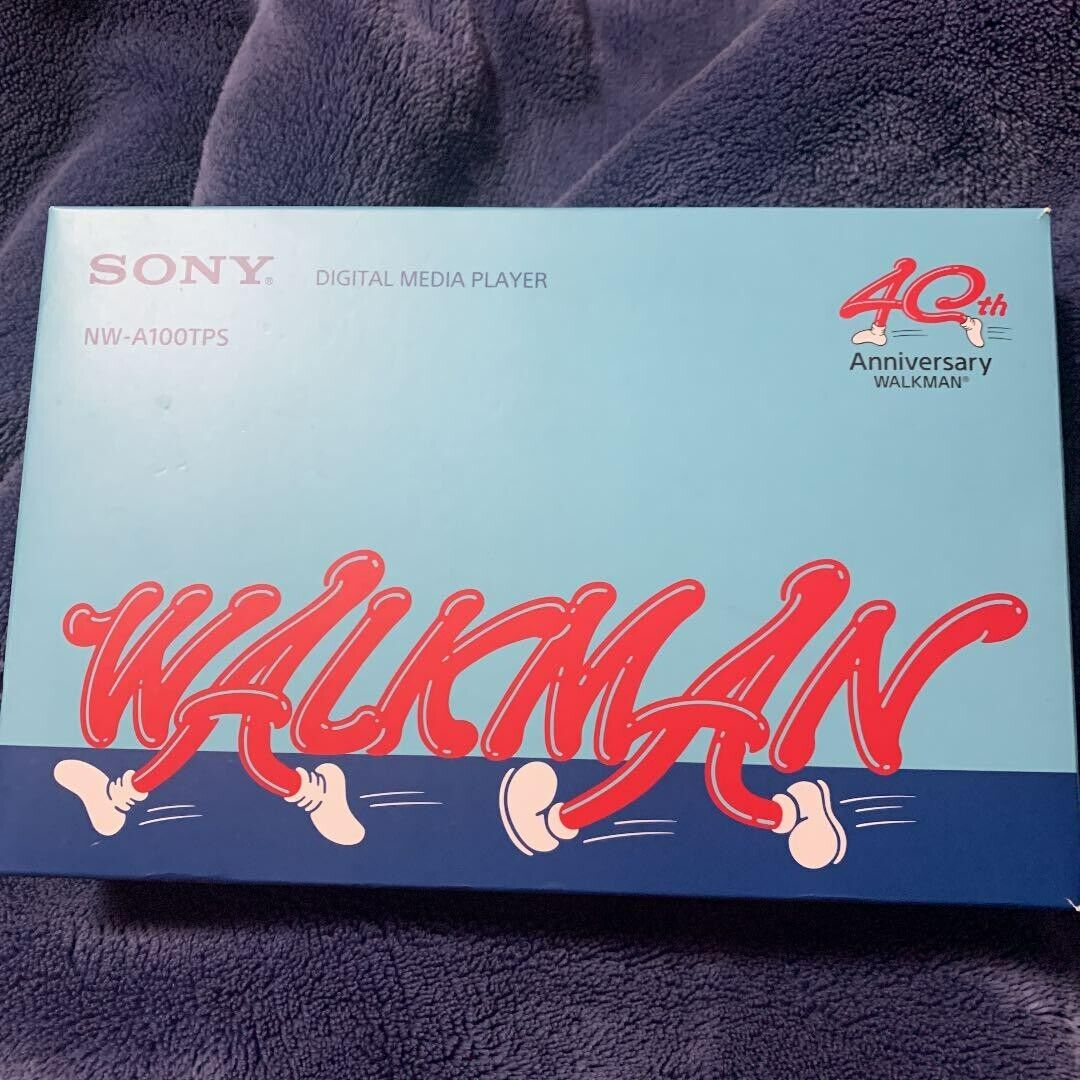 SONY® DIGITAL MEDIA PLAYER
NW-A100TPS
40th
Anniversary
WALKMAN®
WALKMAN